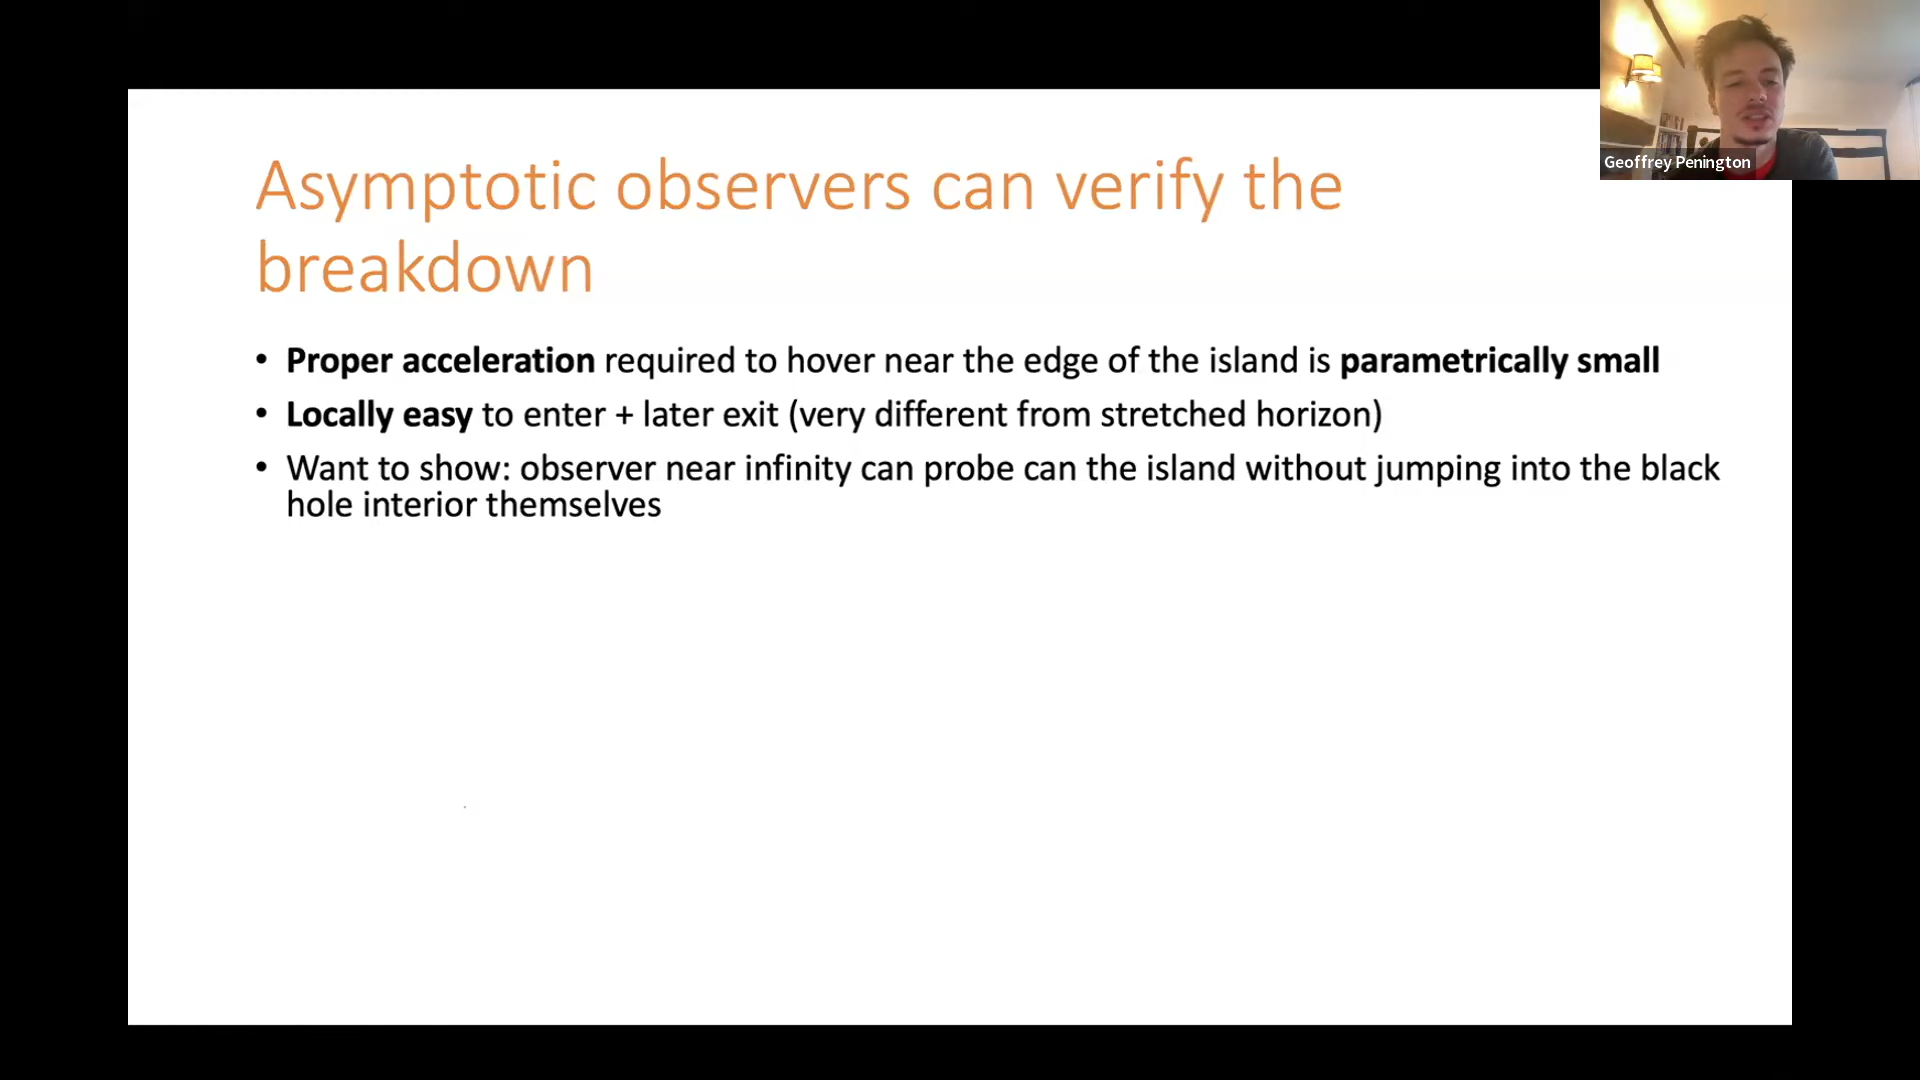 Geoffrey Penington
Asymptotic observers can verify the
breakdown
• Proper acceleration required to hover near the edge of the island is parametrically small
• Locally easy to enter + later exit (very different from stretched horizon)
• Want to show: observer near infinity can probe can the island without jumping into the black
hole interior themselves